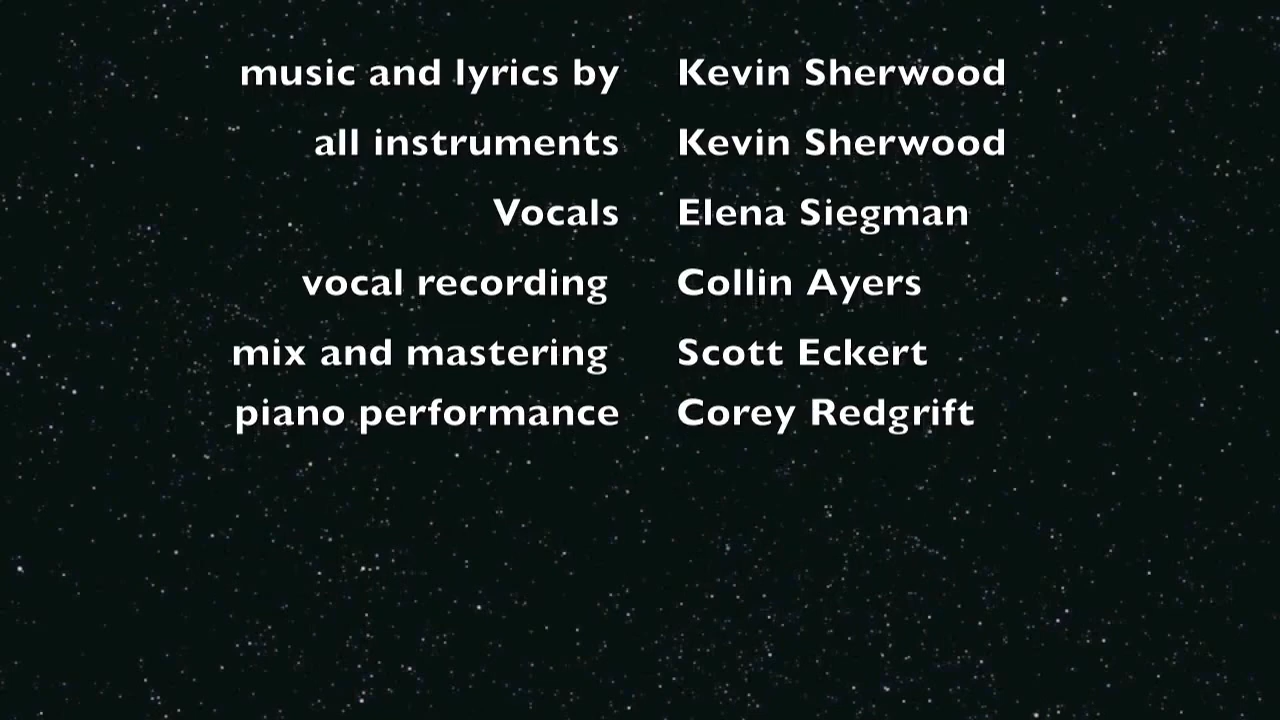 music and lyrics by Kevin Sherwood
all instruments Kevin Sherwood
Vocals Elena Siegman
vocal recording Collin Ayers
mix and mastering Scott Eckert
piano performance Corey Redgrift